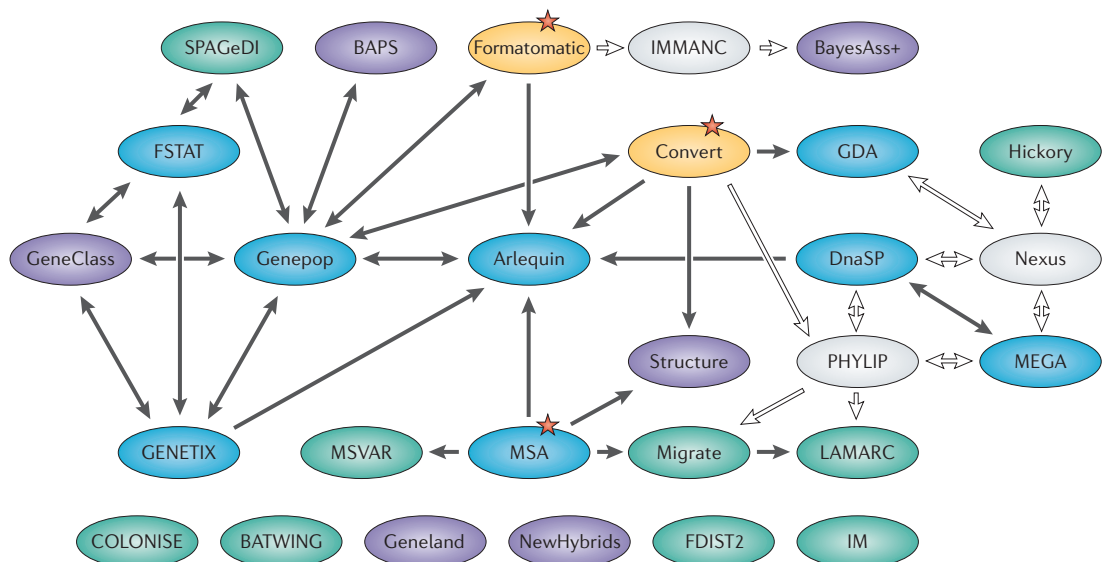 SPAGeDI
BAPS
Formatomatic
IMMANC
BayesAss+
FSTAT
Convert
GDA
Hickory
GeneClass
Genepop
Arlequin
DnaSP
Nexus
Structure
PHYLIP
MEGA
GENETIX
MSVAR
MSA
Migrate
LAMARC
COLONISE
BATWING
Geneland
NewHybrids
FDIST2
IM